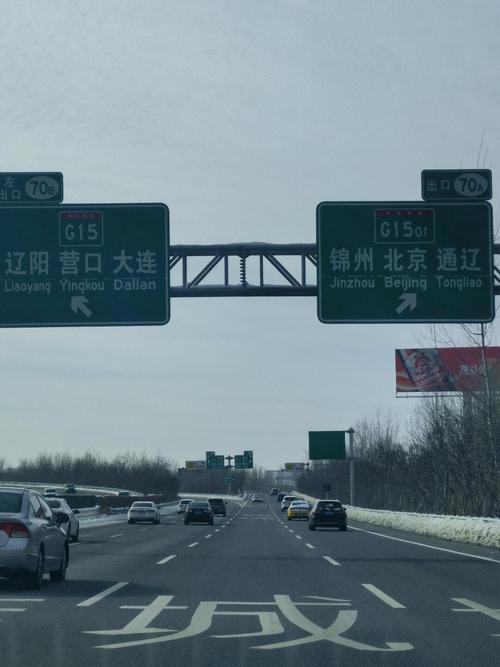 左
出口 70B
G15
辽阳 营口 大连
Liaoyang Yingkou Dalian
出口 70A
G1501
锦州 北京 通辽
Jinzhou Beijing Tongliao
城